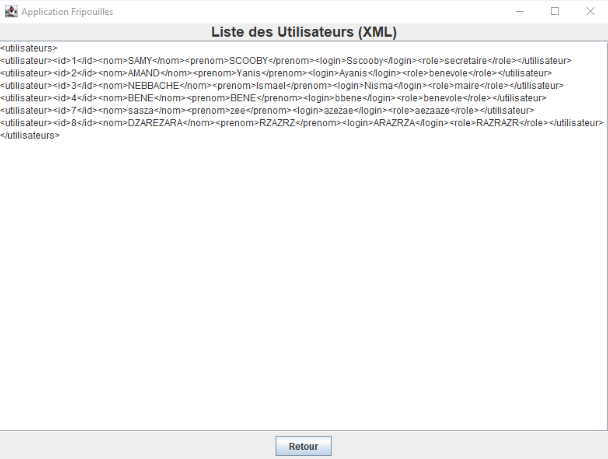 Application Fripouilles
Liste des Utilisateurs (XML)
<utilisateurs>
<utilisateur><id>1</id><nom>SAMY</nom><prenom>SCOOBY</prenom><login>Sscooby</login><role>secretaire</role></utilisateur>
<utilisateur><id>2</id><nom>AMAND</nom><prenom>Yanis</prenom><login>Ayanis</login><role>benevole</role></utilisateur>
<utilisateur><id>3</id><nom>NEBBACHE</nom><prenom>Ismael</prenom><login>Nisma</login><role>maire</role></utilisateur>
<utilisateur><id>4</id><nom>BENE</nom><prenom>BENE</prenom><login>bbene</login><role>benevole</role></utilisateur>
<utilisateur><id>7</id><nom>sasza</nom><prenom>zee</prenom><login>azezae</login><role>aezaaze</role></utilisateur>
<utilisateur><id>8</id><nom>DZAREZARA</nom><prenom>RZAZRZ</prenom><login>ARAZRZA</login><role>RAZRAZR</role></utilisateur>
</utilisateurs>
Retour